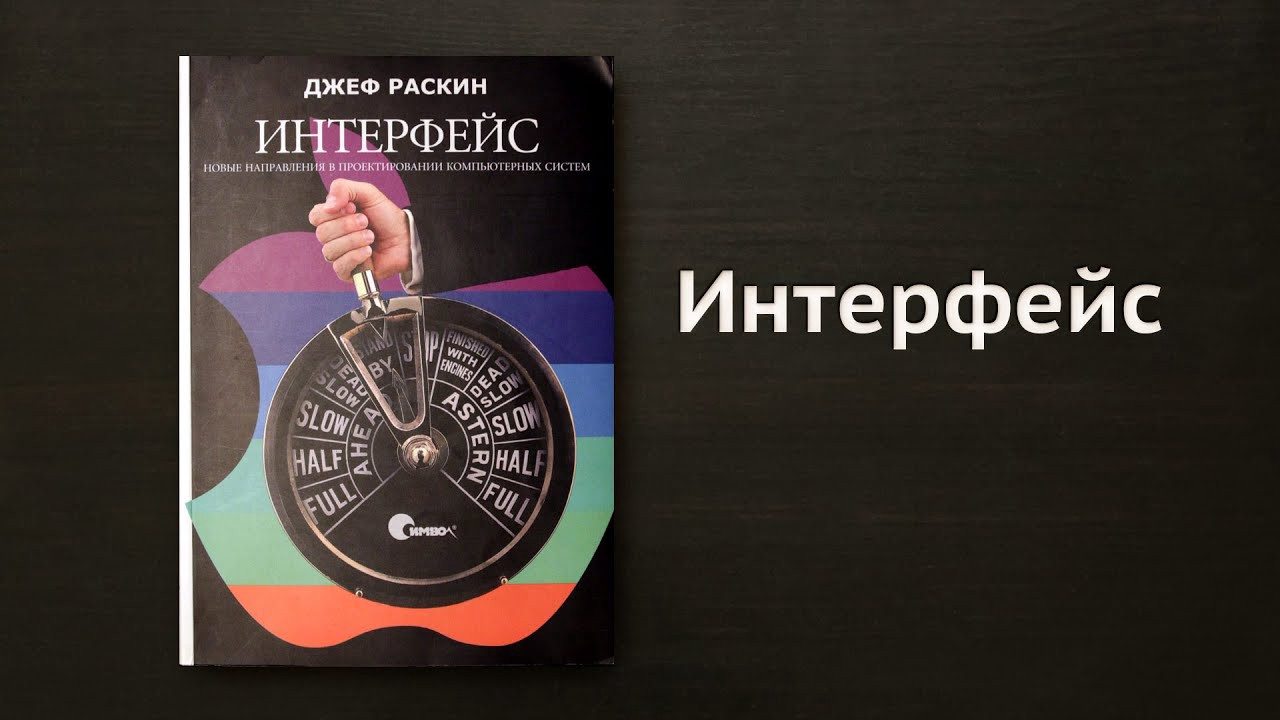 ДЖЕФ РАСКИН
ИНТЕРФЕЙС
НОВЫЕ НАПРАВЛЕНИЯ В ПРОЕКТИРОВАНИИ КОМПЬЮТЕРНЫХ СИСТЕМ
FULL
HALF
SLOW
DEAD SLOW
STAND BY
AHEAD
STOP
FINISHED
WITH
ENGINES
DEAD SLOW
SLOW
HALF
FULL
ASTERN
СИМВОЛ®
Интерфейс